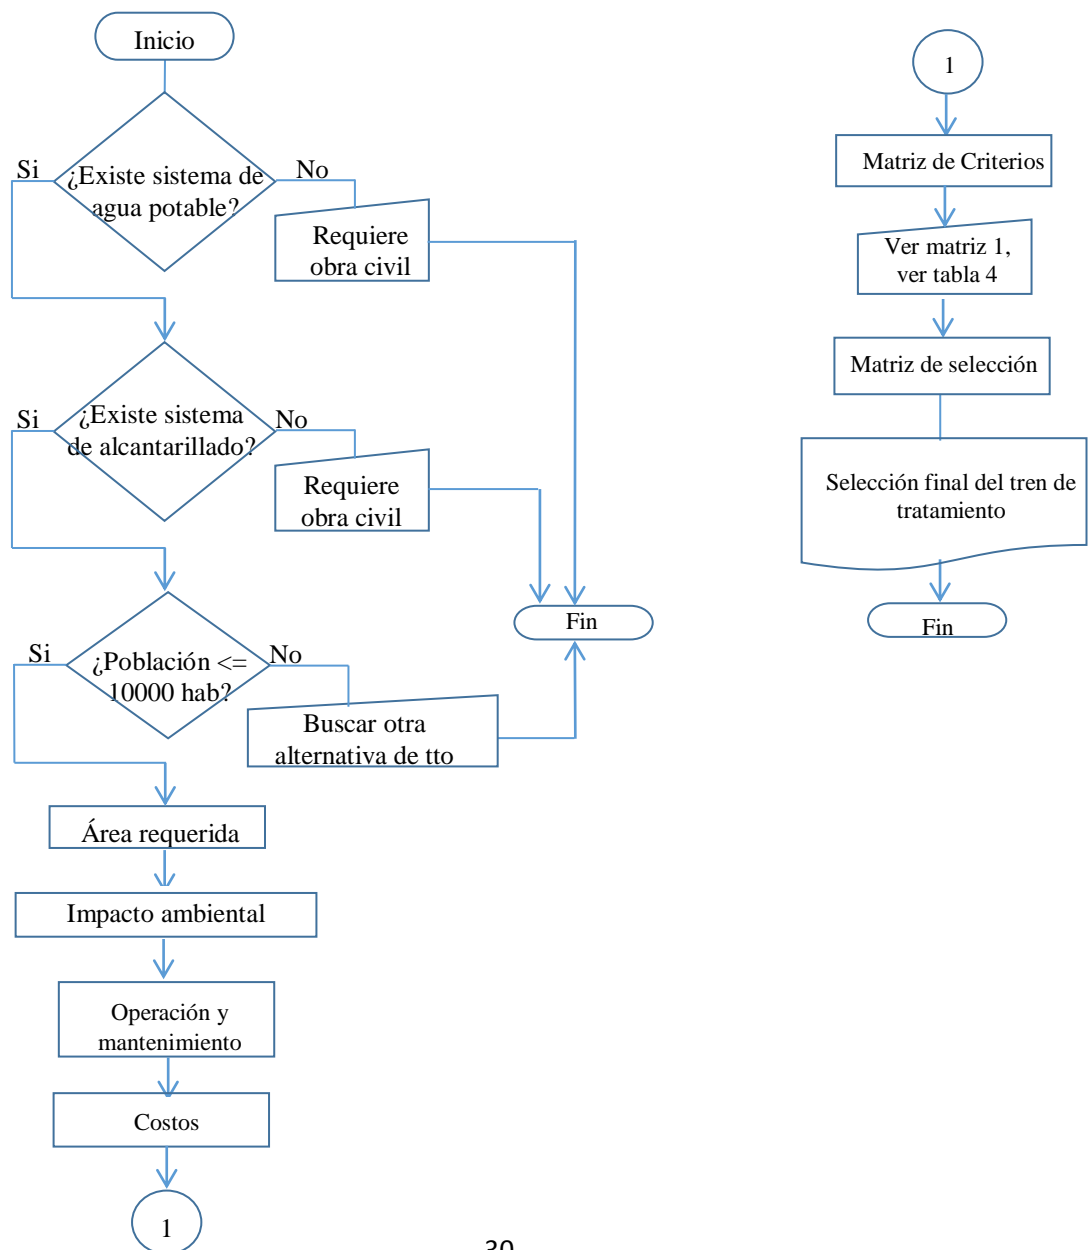 Inicio
Si
No
¿Existe sistema de
agua potable?
Requiere
obra civil
Si
No
¿Existe sistema
de alcantarillado?
Requiere
obra civil
Fin
Si
No
¿Población <=
10000 hab?
Buscar otra
alternativa de tto
Área requerida
Impacto ambiental
Operación y
mantenimiento
Costos
1
1
Matriz de Criterios
Ver matriz 1,
ver tabla 4
Matriz de selección
Selección final del tren de
tratamiento
Fin
30